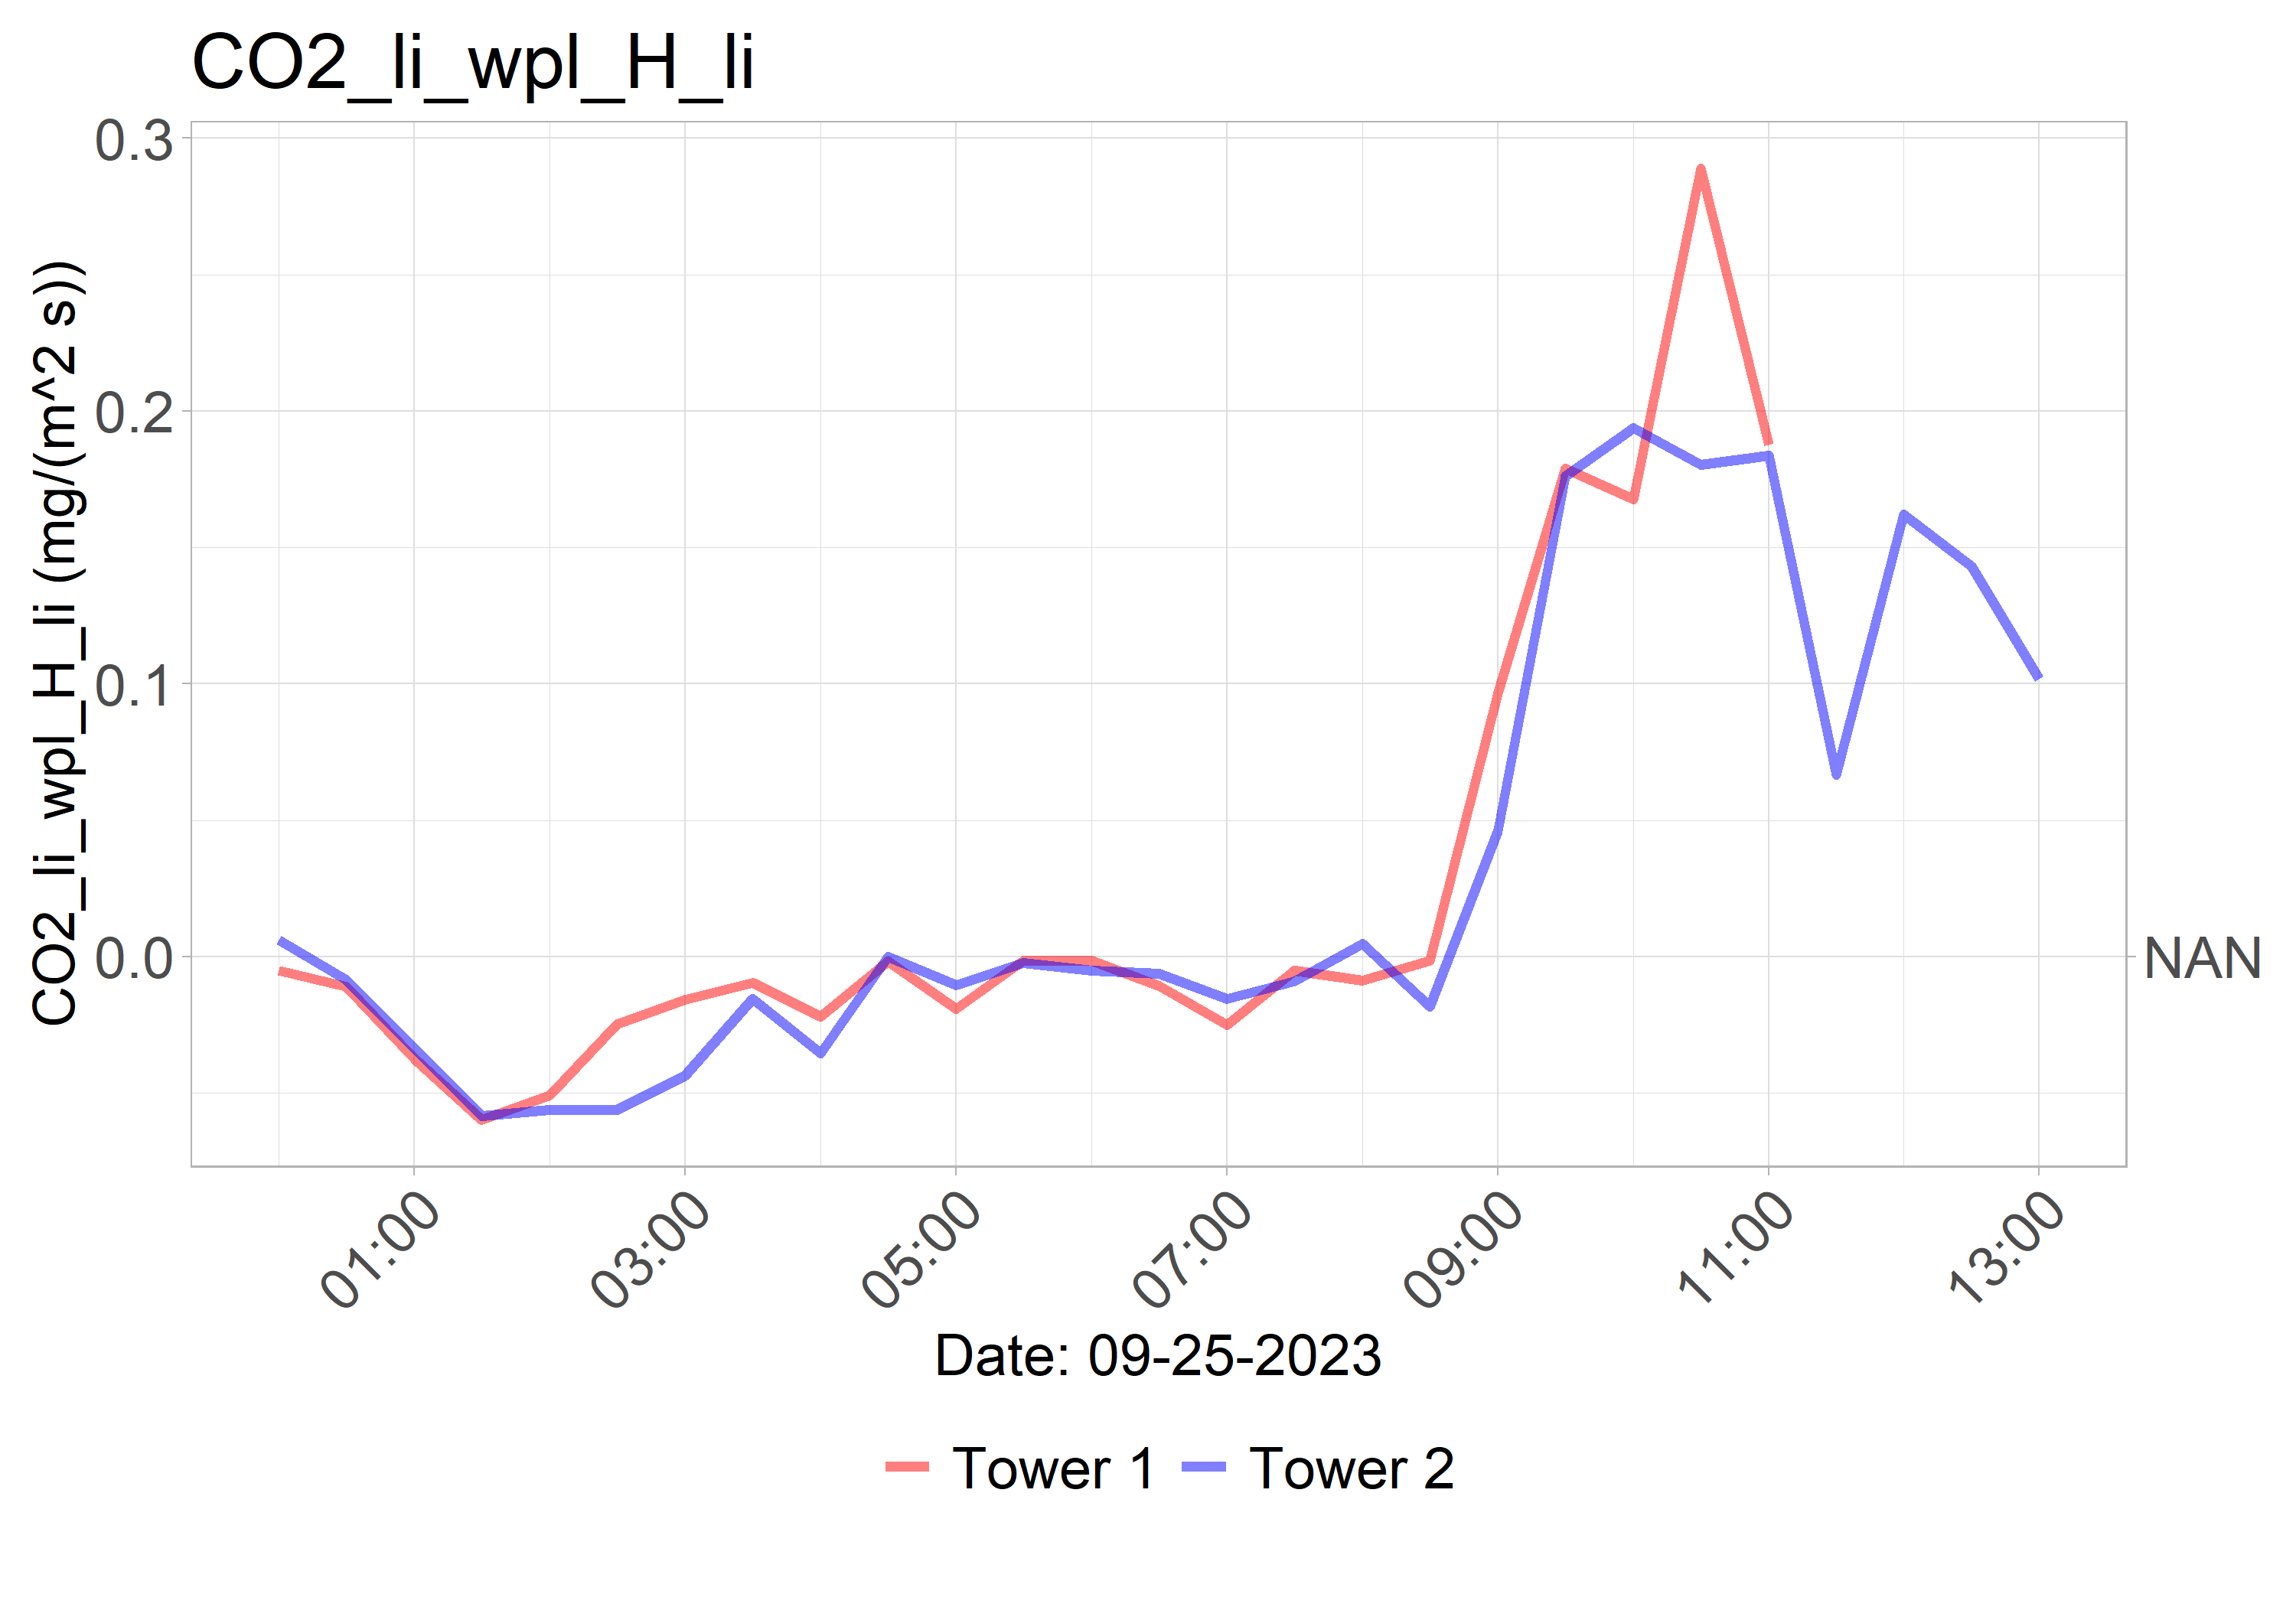 CO2_li_wpl_H_li
CO2_li_wpl_H_li (mg/(m^2 s))
0.3
0.2
0.1
0.0
NAN
01:00
03:00
05:00
07:00
09:00
11:00
13:00
Date: 09-25-2023
Tower 1
Tower 2